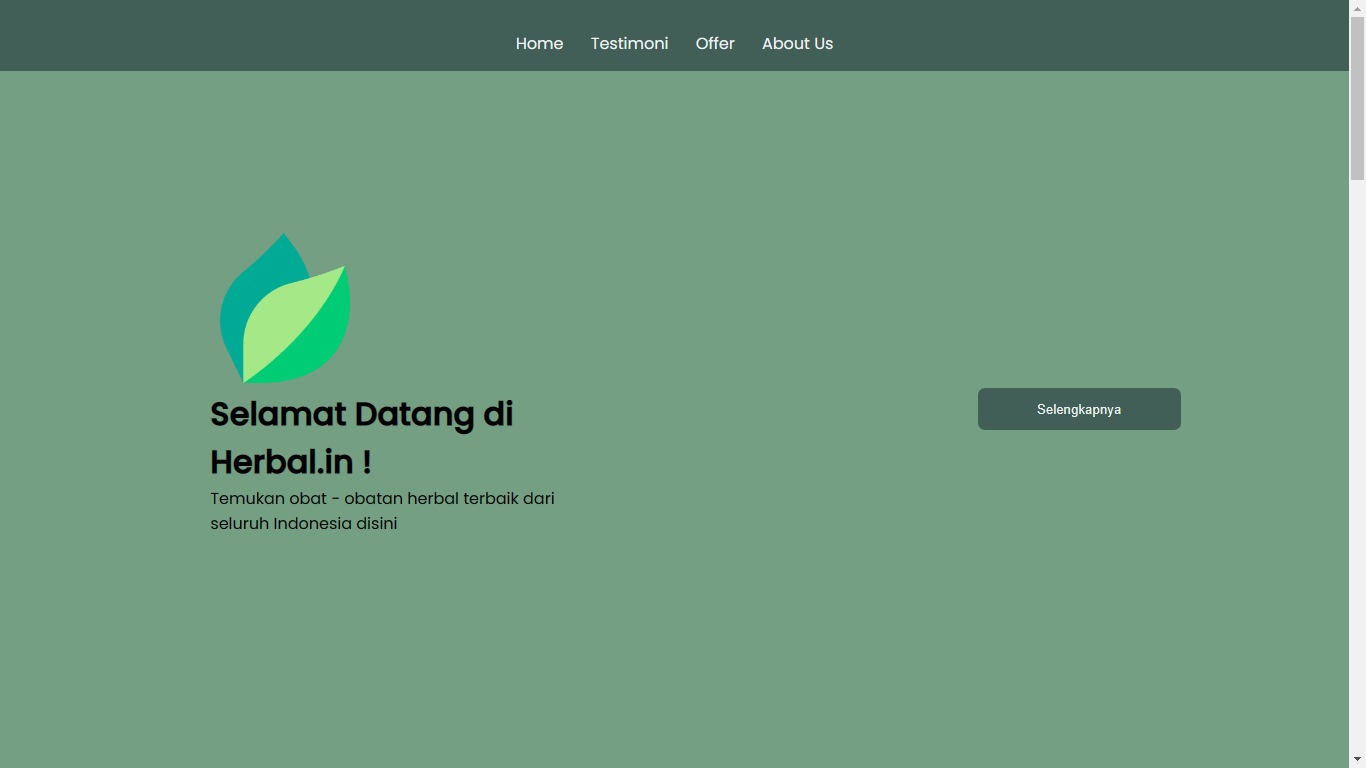 Home Testimoni Offer About Us
Selamat Datang di
Herbal.in !
Temukan obat - obatan herbal terbaik dari
seluruh Indonesia disini
Selengkapnya